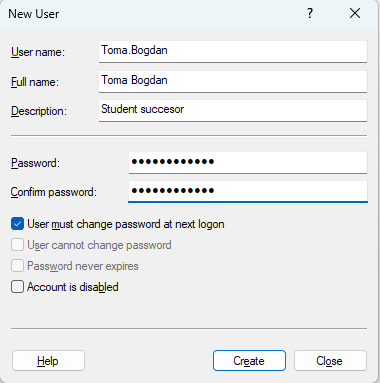 New User
?
User name: Toma.Bogdan
Full name: Toma Bogdan
Description: Student succesor
Password: ●●●●●●●●●●●●
Confirm password: ●●●●●●●●●●●●
User must change password at next logon
User cannot change password
Password never expires
Account is disabled
Help Create Close